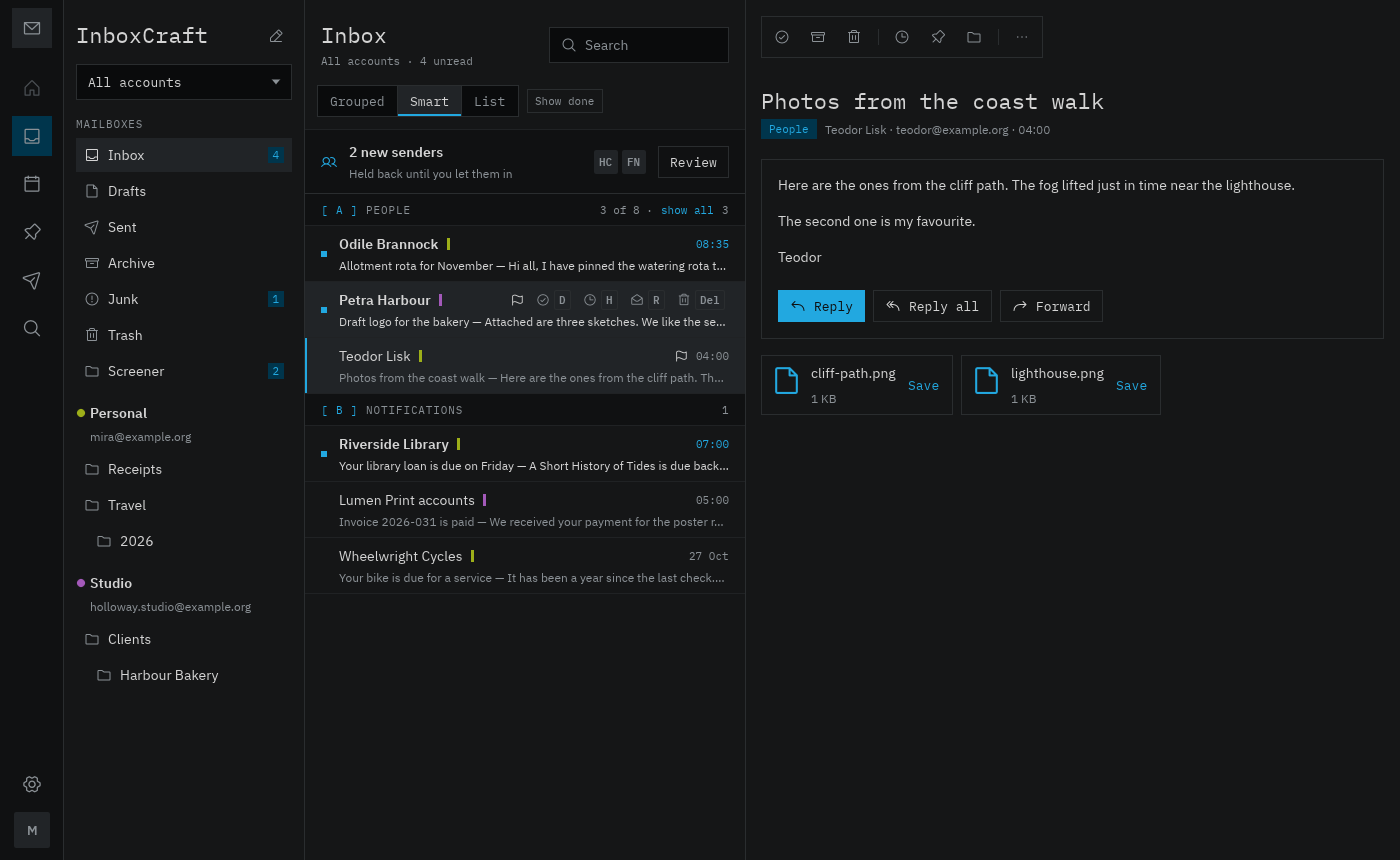 InboxCraft
All accounts
MAILBOXES
Inbox 4
Drafts
Sent
Archive
Junk 1
Trash
Screener 2
Personal
mira@example.org
Receipts
Travel
2026
Studio
holloway.studio@example.org
Clients
Harbour Bakery
M
Inbox
All accounts · 4 unread
Search
Grouped Smart List Show done
2 new senders
Held back until you let them in
HC FN Review
[ A ] PEOPLE 3 of 8 · show all 3
Odile Brannock 08:35
Allotment rota for November — Hi all, I have pinned the watering rota t…
Petra Harbour D H R Del
Draft logo for the bakery — Attached are three sketches. We like the se…
Teodor Lisk 04:00
Photos from the coast walk — Here are the ones from the cliff path. Th…
[ B ] NOTIFICATIONS 1
Riverside Library 07:00
Your library loan is due on Friday — A Short History of Tides is due back…
Lumen Print accounts 05:00
Invoice 2026-031 is paid — We received your payment for the poster r…
Wheelwright Cycles 27 Oct
Your bike is due for a service — It has been a year since the last check.…
Photos from the coast walk
People Teodor Lisk · teodor@example.org · 04:00
Here are the ones from the cliff path. The fog lifted just in time near the lighthouse.
The second one is my favourite.
Teodor
Reply Reply all Forward
cliff-path.png
1 KB
Save
lighthouse.png
1 KB
Save